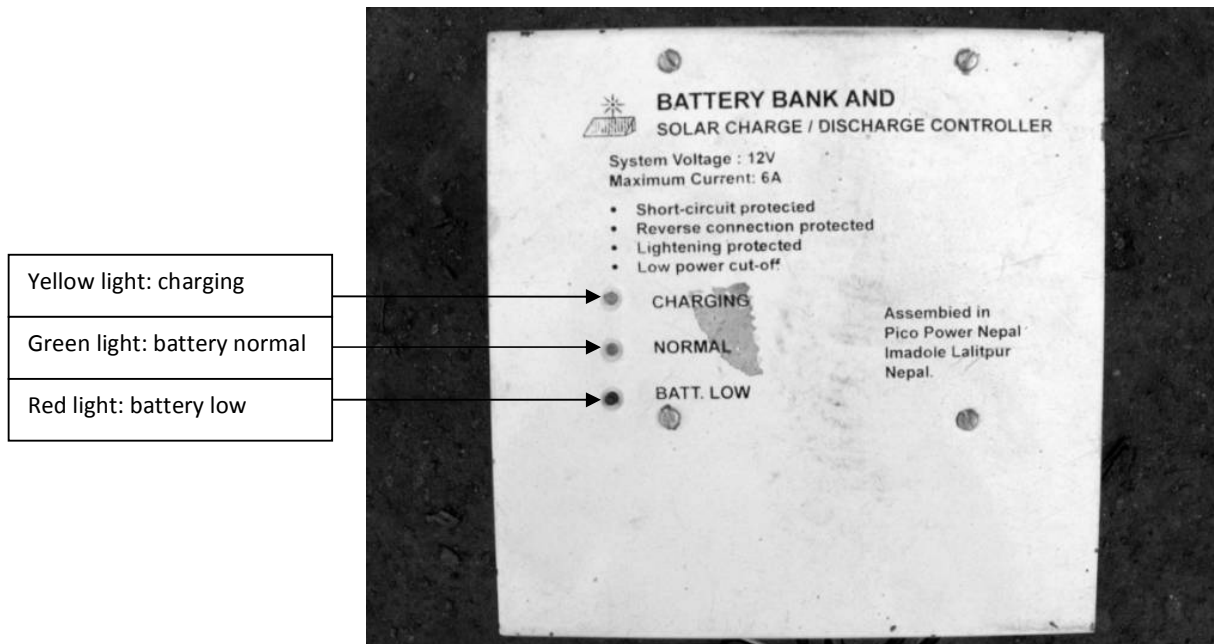 BATTERY BANK AND
SOLAR CHARGE / DISCHARGE CONTROLLER
System Voltage : 12V
Maximum Current: 6A
• Short-circuit protected
• Reverse connection protected
• Lightening protected
• Low power cut-off
Yellow light: charging
Green light: battery normal
Red light: battery low
CHARGING
NORMAL
BATT. LOW
Assembied in
Pico Power Nepal
Imadole Lalitpur
Nepal.